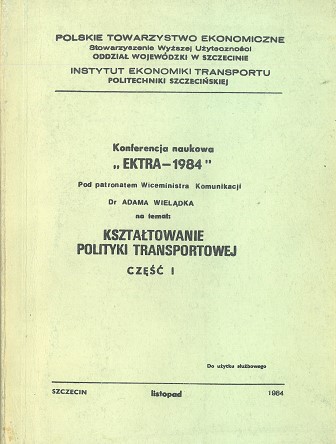 POLSKIE TOWARZYSTWO EKONOMICZNE
Stowarzyszenie Wyższej Użyteczności
ODDZIAŁ WOJEWÓDZKI W SZCZECINIE
INSTYTUT EKONOMIKI TRANSPORTU
POLITECHNIKI SZCZECIŃSKIEJ
Konferencja naukowa
„EKTRA—1984"
Pod patronatem Wiceministra Komunikacji
Dr ADAMA WIELĄDKA
na temat:
KSZTAŁTOWANIE
POLITYKI TRANSPORTOWEJ
CZĘŚĆ I
Do użytku służbowego
SZCZECIN listopad 1984